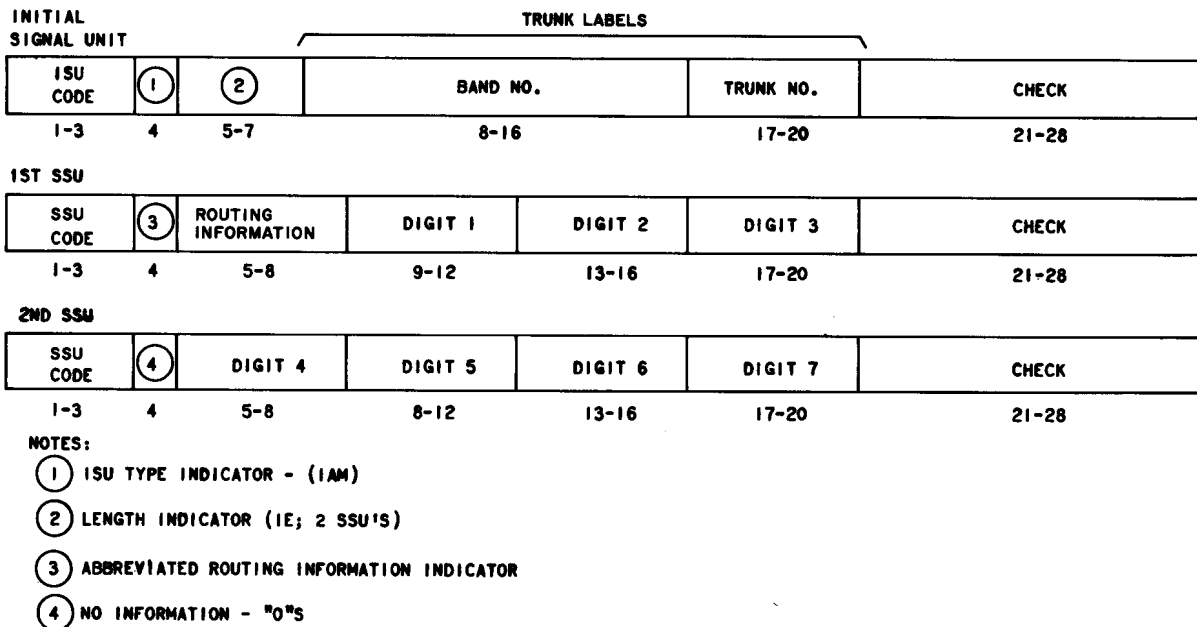 INITIAL
SIGNAL UNIT
TRUNK LABELS
ISU CODE 1 2 BAND NO. TRUNK NO. CHECK
1-3 4 5-7 8-16 17-20 21-28
1ST SSU
SSU CODE 3 ROUTING INFORMATION DIGIT 1 DIGIT 2 DIGIT 3 CHECK
1-3 4 5-8 9-12 13-16 17-20 21-28
2ND SSU
SSU CODE 4 DIGIT 4 DIGIT 5 DIGIT 6 DIGIT 7 CHECK
1-3 4 5-8 8-12 13-16 17-20 21-28
NOTES:
1 ISU TYPE INDICATOR - (IAM)
2 LENGTH INDICATOR (IE; 2 SSU'S)
3 ABBREVIATED ROUTING INFORMATION INDICATOR
4 NO INFORMATION - "0"S